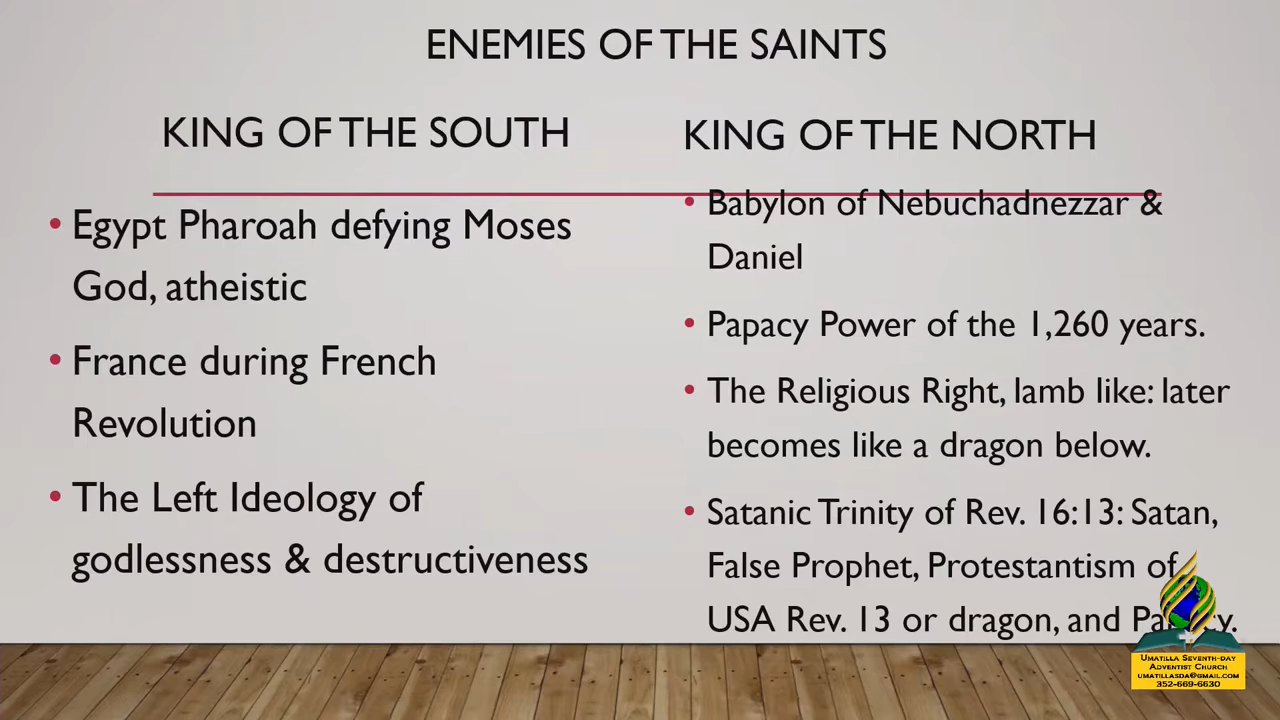 ENEMIES OF THE SAINTS
KING OF THE SOUTH
• Egypt Pharoah defying Moses
God, atheistic
• France during French
Revolution
• The Left Ideology of
godlessness & destructiveness
KING OF THE NORTH
• Babylon of Nebuchadnezzar &
Daniel
• Papacy Power of the 1,260 years.
• The Religious Right, lamb like: later
becomes like a dragon below.
• Satanic Trinity of Rev. 16:13: Satan,
False Prophet, Protestantism of
USA Rev. 13 or dragon, and
UMATILLA SEVENTH-DAY
ADVENTIST CHURCH
UMATILLASDA@GMAIL.COM
352-669-6630